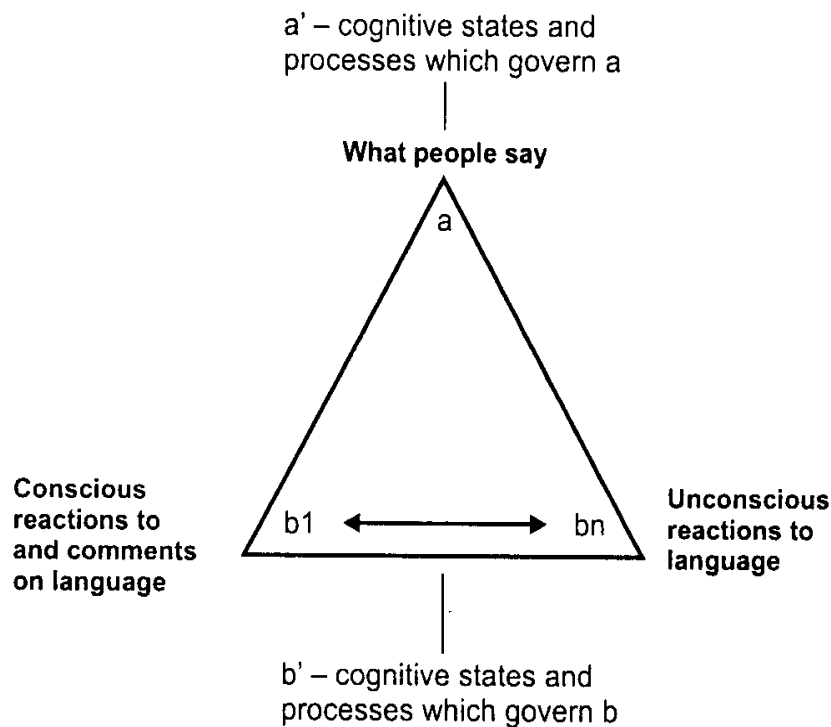 a' – cognitive states and
processes which govern a
What people say
a
Conscious
reactions to
and comments
on language
b1
bn
Unconscious
reactions to
language
b' – cognitive states and
processes which govern b